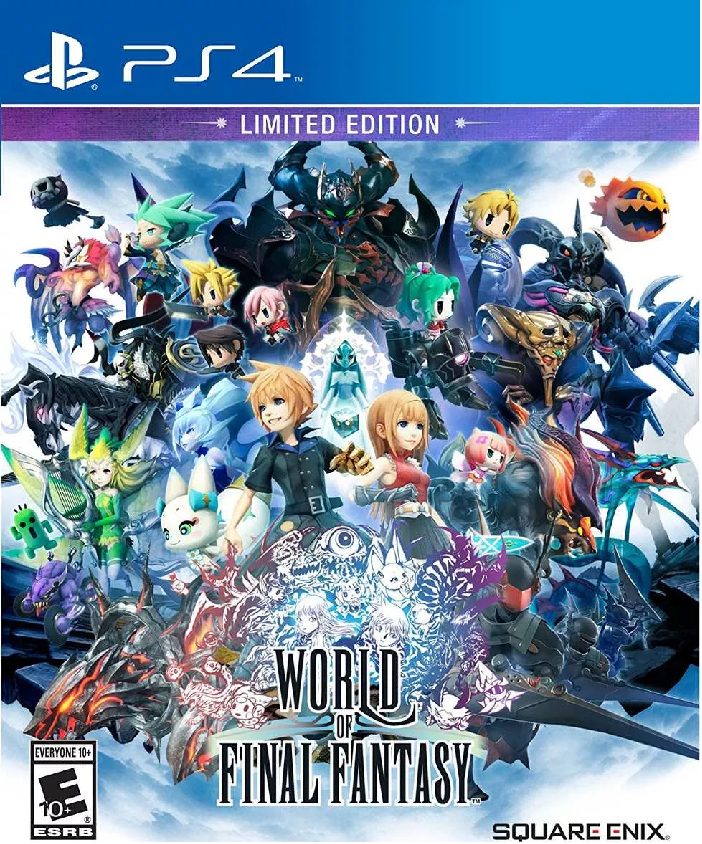 PS4
LIMITED EDITION
WORLD
OF
FINAL FANTASY
EVERYONE 10+
E
10+
ESRB
SQUARE ENIX